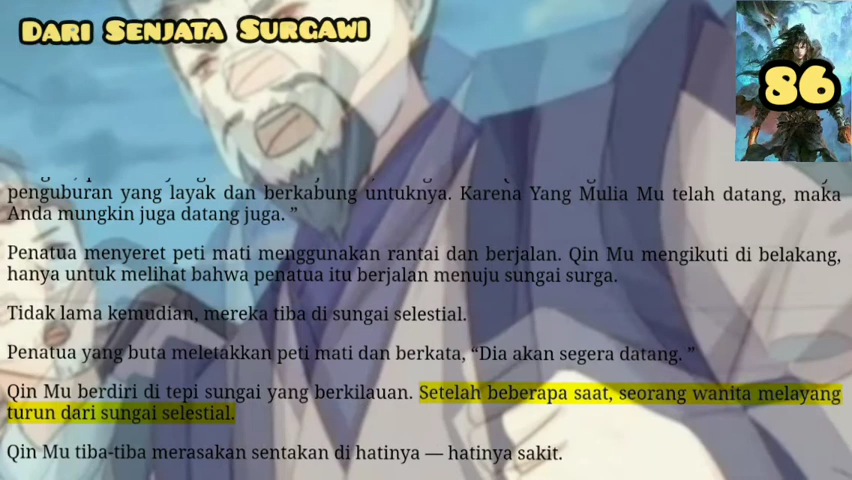 DARI SENJATA SURGAWI
86
penguburan yang layak dan berkabung untuknya. Karena Yang Mulia Mu telah datang, maka
Anda mungkin juga datang juga. ”
Penatua menyeret peti mati menggunakan rantai dan berjalan. Qin Mu mengikuti di belakang,
hanya untuk melihat bahwa penatua itu berjalan menuju sungai surga.
Tidak lama kemudian, mereka tiba di sungai selestial.
Penatua yang buta meletakkan peti mati dan berkata, “Dia akan segera datang. ”
Qin Mu berdiri di tepi sungai yang berkilauan. Setelah beberapa saat, seorang wanita melayang
turun dari sungai selestial.
Qin Mu tiba-tiba merasakan sentakan di hatinya — hatinya sakit.